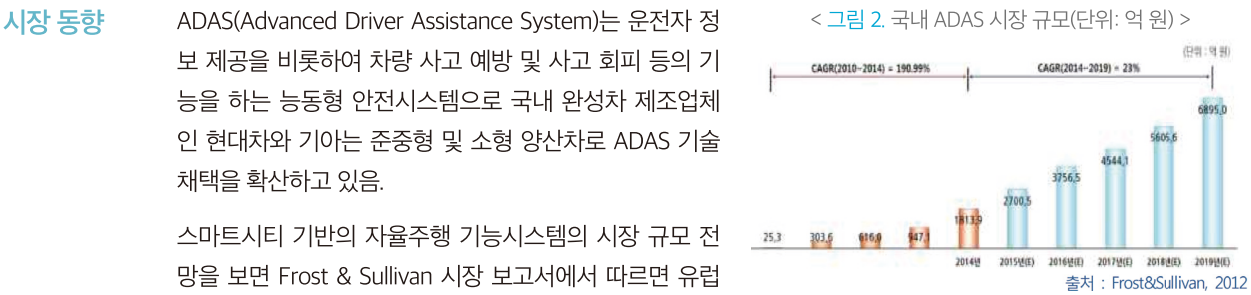 시장 동향
ADAS(Advanced Driver Assistance System)는 운전자 정
보 제공을 비롯하여 차량 사고 예방 및 사고 회피 등의 기
능을 하는 능동형 안전시스템으로 국내 완성차 제조업체
인 현대차와 기아는 준중형 및 소형 양산차로 ADAS 기술
채택을 확산하고 있음.
스마트시티 기반의 자율주행 기능시스템의 시장 규모 전
망을 보면 Frost & Sullivan 시장 보고서에서 따르면 유럽
< 그림 2. 국내 ADAS 시장 규모(단위: 억 원) >
(단위 : 억 원)
CAGR(2010~2014) = 190.99%
CAGR(2014~2019) = 23%
25,3
303,6
616,6
947,1
1813,9
2700,5
3756,5
4544,1
5605,6
6895,0
2014년
2015년(E)
2016년(E)
2017년(E)
2018년(E)
2019년(E)
출처 : Frost&Sullivan, 2012